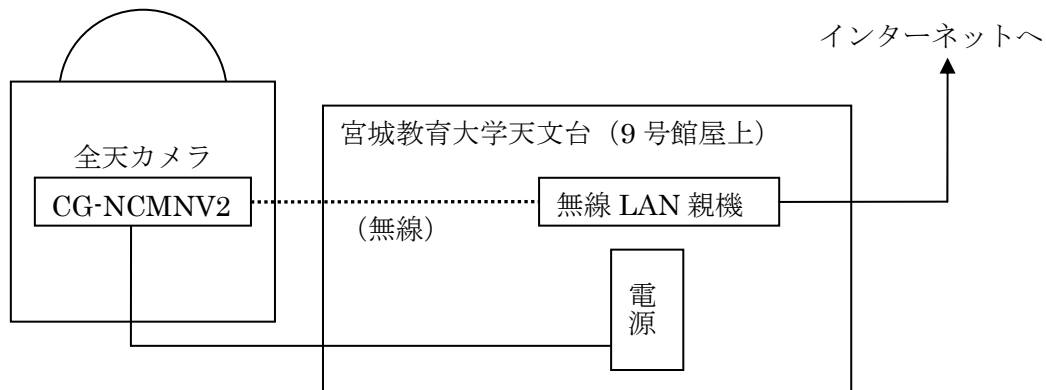 インターネットへ
宮城教育大学天文台（9 号館屋上）
全天カメラ
CG-NCMNV2
無線 LAN 親機
（無線）
電源